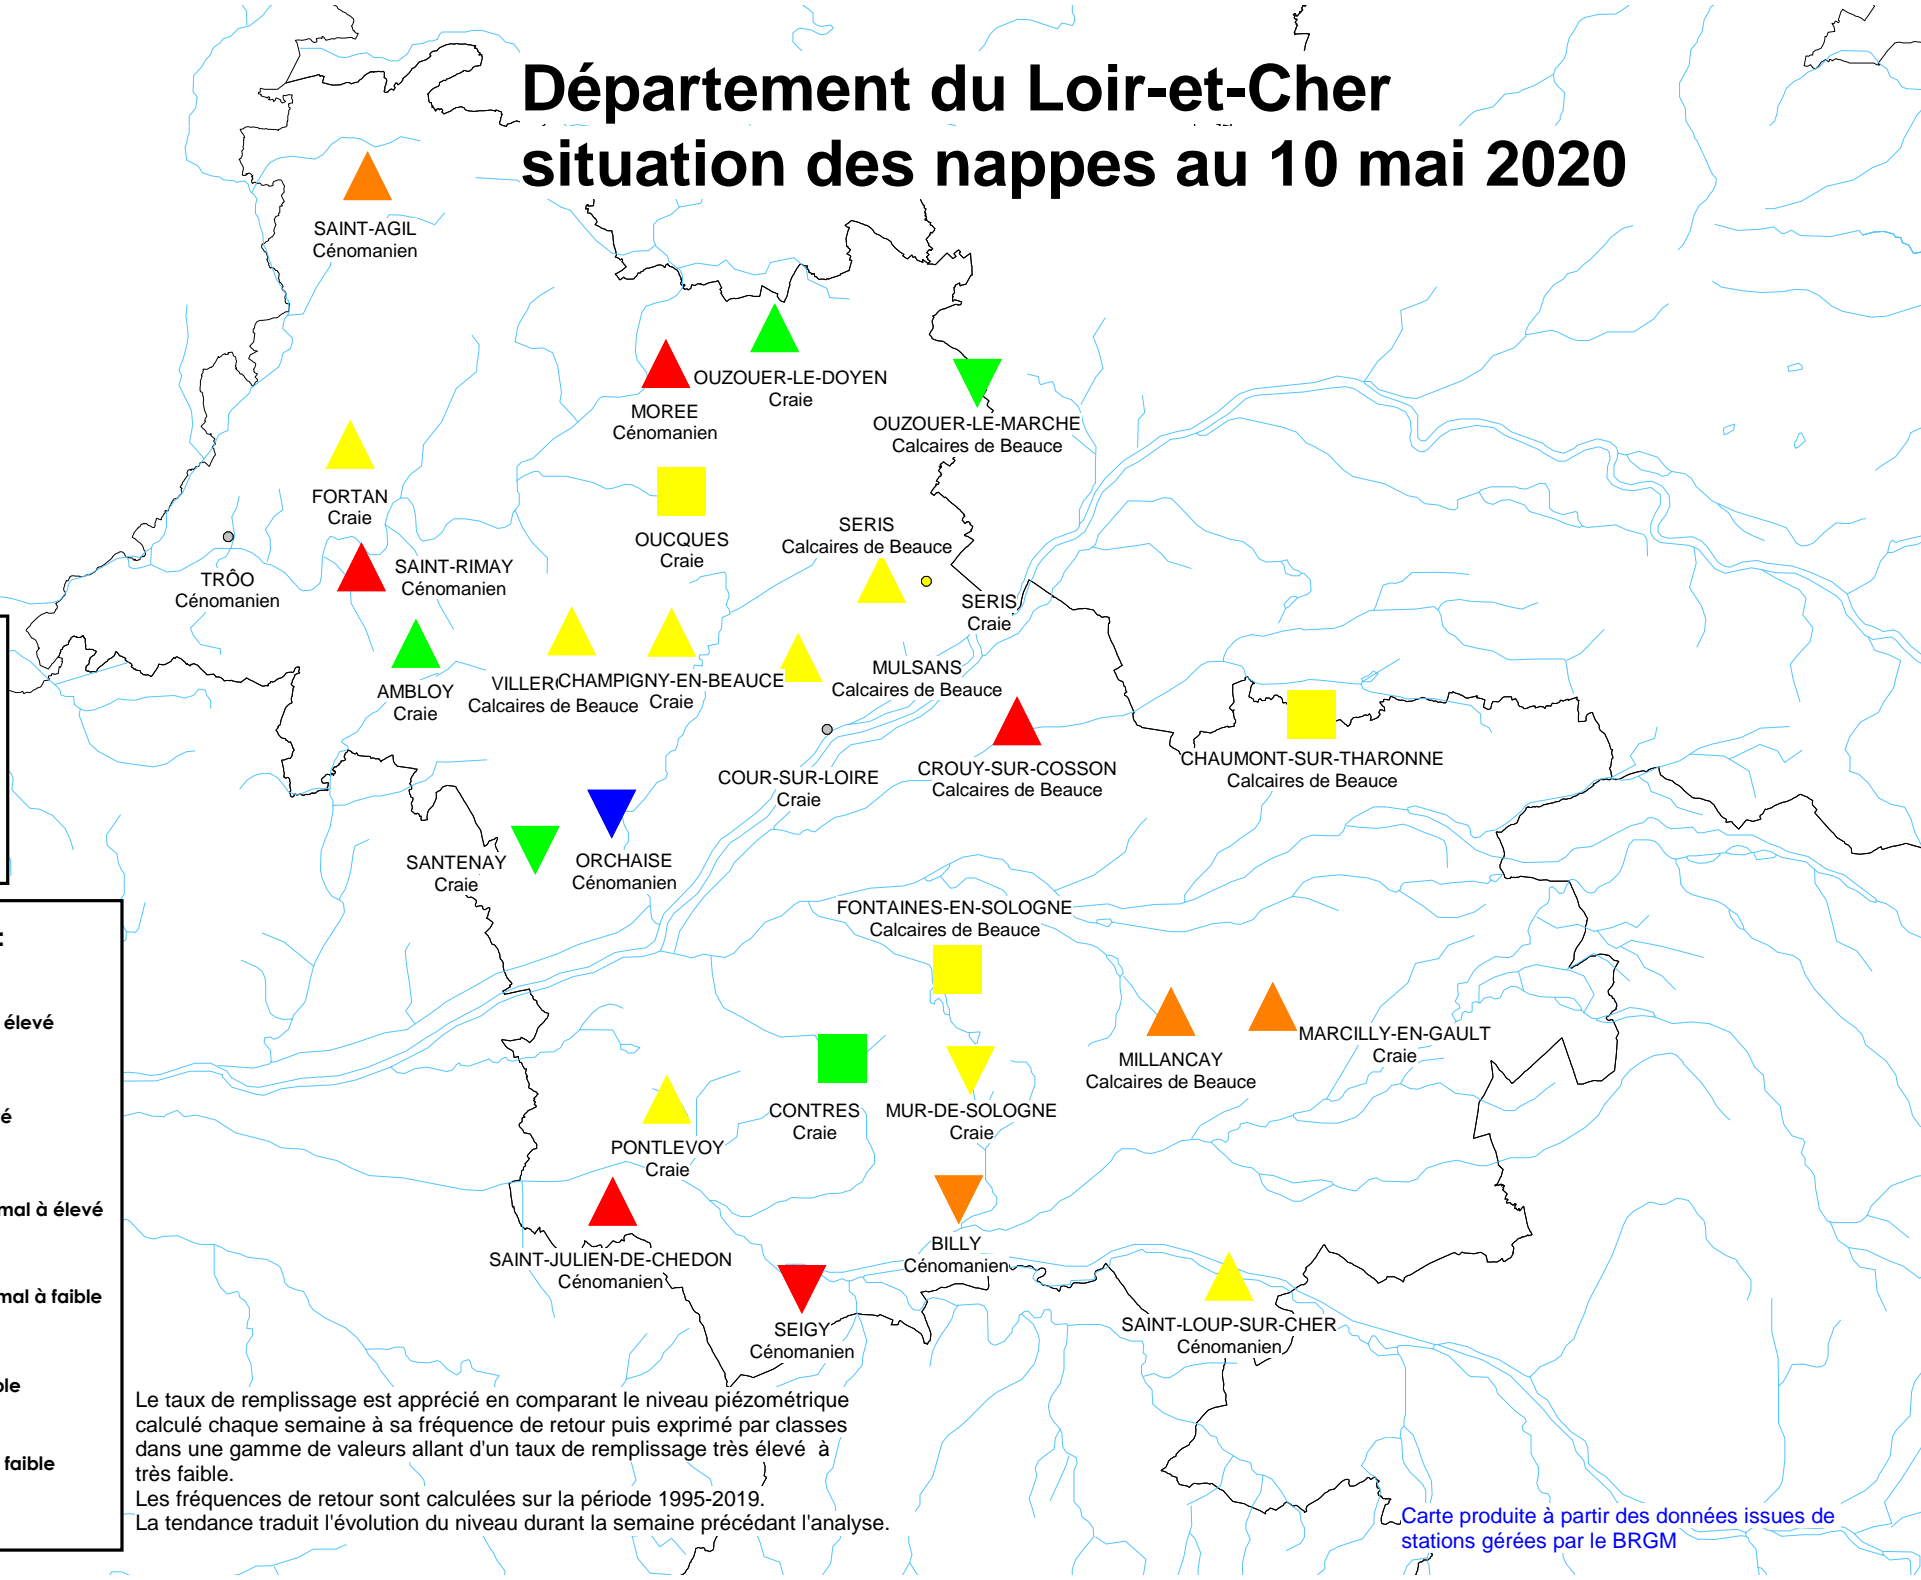 Département du Loir-et-Cher
situation des nappes au 10 mai 2020
SAINT-AGIL
Cénomanien
OUZOUER-LE-DOYEN
Craie
MOREE
Cénomanien
OUZOUER-LE-MARCHE
Calcaires de Beauce
FORTAN
Craie
OUCQUES
Craie
SERIS
Calcaires de Beauce
SAINT-RIMAY
Cénomanien
TRÔO
Cénomanien
SERIS
Craie
AMBLOY
Craie
Calcaires de Beauce
CHAMPIGNY-EN-BEAUCE
Craie
MULSANS
Calcaires de Beauce
COUR-SUR-LOIRE
Craie
CROUY-SUR-COSSON
Calcaires de Beauce
CHAUMONT-SUR-THARONNE
Calcaires de Beauce
SANTENAY
Craie
ORCHAISE
Cénomanien
FONTAINES-EN-SOLOGNE
Calcaires de Beauce
MARCILLY-EN-GAULT
Craie
MILLANCAY
Calcaires de Beauce
CONTRES
Craie
MUR-DE-SOLOGNE
Craie
PONTLEVOY
Craie
SAINT-JULIEN-DE-CHEDON
Cénomanien
BILLY
Cénomanien
SEIGY
Cénomanien
SAINT-LOUP-SUR-CHER
Cénomanien
:
élevé
é
mal à élevé
mal à faible
ble
faible
Le taux de remplissage est apprécié en comparant le niveau piézométrique
calculé chaque semaine à sa fréquence de retour puis exprimé par classes
dans une gamme de valeurs allant d'un taux de remplissage très élevé à
très faible.
Les fréquences de retour sont calculées sur la période 1995-2019.
La tendance traduit l'évolution du niveau durant la semaine précédant l'analyse.
Carte produite à partir des données issues de
stations gérées par le BRGM